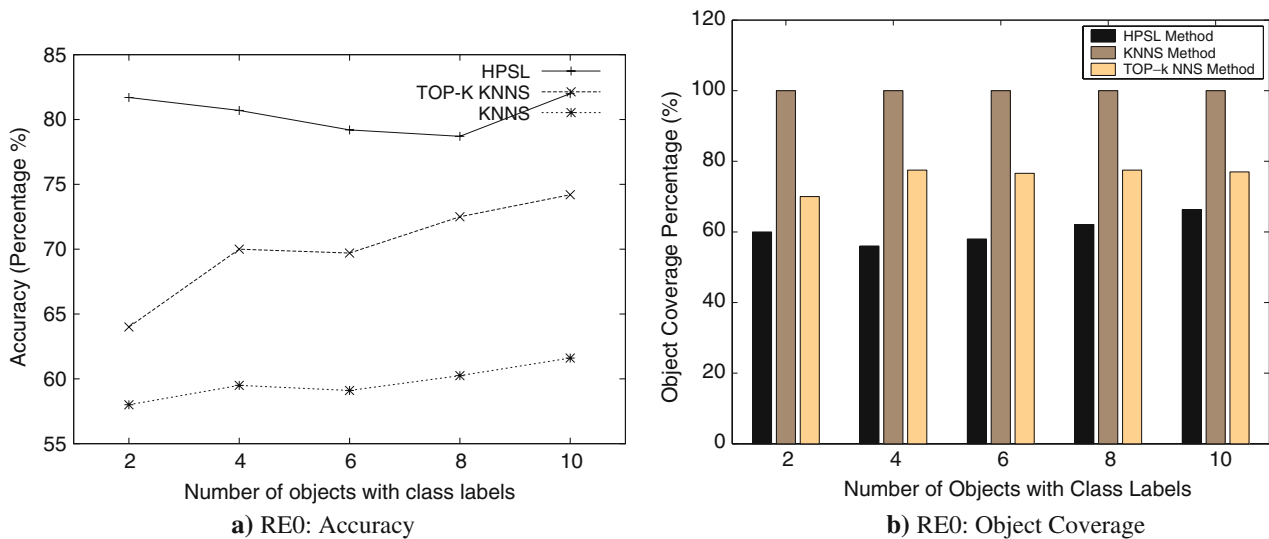 85
80
75
70
65
60
55
Accuracy (Percentage %)
HPSL
TOP-K KNNS
KNNS
2 4 6 8 10
Number of objects with class labels
a) RE0: Accuracy
120
100
80
60
40
20
0
Object Coverage Percentage (%)
HPSL Method
KNNS Method
TOP-k NNS Method
2 4 6 8 10
Number of Objects with Class Labels
b) RE0: Object Coverage